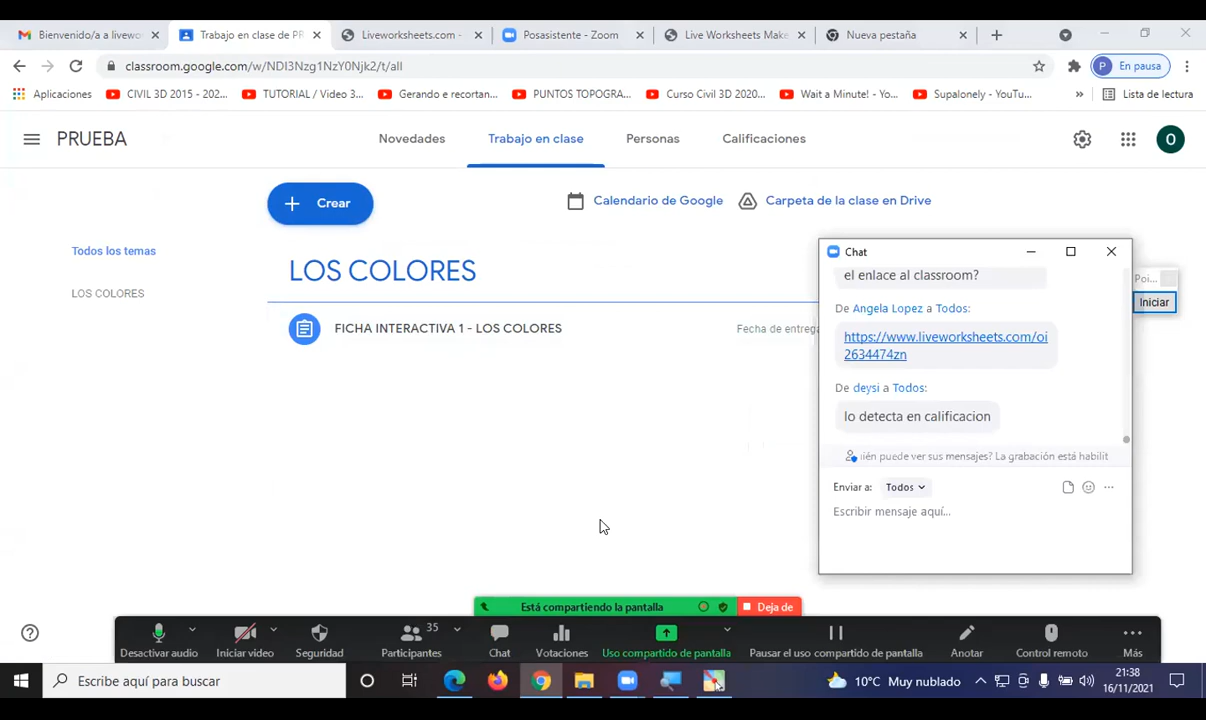 Bienvenido/a a livewo
Trabajo en clase de PR
Liveworksheets.com -
Posasistente - Zoom
Live Worksheets Make
Nueva pestaña
classroom.google.com/w/NDI3Nzg1NzY0Njk2/t/all
En pausa
Aplicaciones
CIVIL 3D 2015 - 202...
TUTORIAL / Video 3...
Gerando e recortan...
PUNTOS TOPOGRA...
Curso Civil 3D 2020...
Wait a Minute! - Yo...
Supalonely - YouTu...
Lista de lectura
PRUEBA
Novedades
Trabajo en clase
Personas
Calificaciones
O
Crear
Calendario de Google
Carpeta de la clase en Drive
Todos los temas
LOS COLORES
LOS COLORES
FICHA INTERACTIVA 1 - LOS COLORES
Fecha de entrega
Chat
el enlace al classroom?
De Angela Lopez a Todos:
https://www.liveworksheets.com/oi
2634474zn
De deysi a Todos:
lo detecta en calificacion
ién puede ver sus mensajes? La grabación está habilit
Enviar a: Todos
Escribir mensaje aquí...
Poi...
Iniciar
Está compartiendo la pantalla
Deja de
Desactivar audio
Iniciar video
Seguridad
35
Participantes
Chat
Votaciones
Uso compartido de pantalla
Pausar el uso compartido de pantalla
Anotar
Control remoto
Más
Escribe aquí para buscar
10°C Muy nublado
21:38
16/11/2021